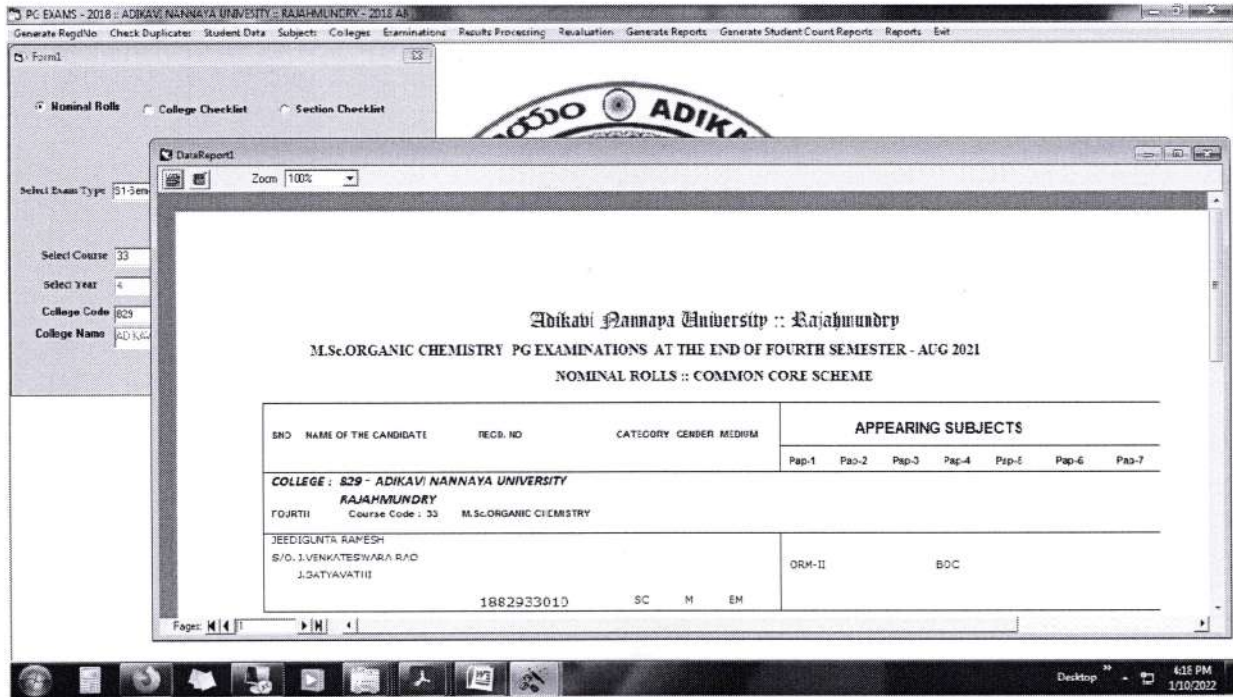 PG EXAMS - 2018 :: ADIKAVI NANNAYA UNIVESITY :: RAJAHMUNDRY - 2018 AB
Generate RegdNo Check Duplicates Student Data Subjects Colleges Examinations Results Processing Revaluation Generate Reports Generate Student Count Reports Reports Exit
Form1
Nominal Rolls College Checklist Section Checklist
ADIKA
DataReport1
Zoom 100%
Select Exam Type S1-Sem
Select Course 33
Select Year 4
College Code 829
College Name ADIKAV
Adikavi Nannaya University :: Rajahmundry
M.Sc.ORGANIC CHEMISTRY PG EXAMINATIONS AT THE END OF FOURTH SEMESTER - AUG 2021
NOMINAL ROLLS :: COMMON CORE SCHEME
SNO NAME OF THE CANDIDATE REGD. NO CATEGORY GENDER MEDIUM APPEARING SUBJECTS
Pap-1 Pap-2 Pap-3 Pap-4 Pap-5 Pap-6 Pap-7
COLLEGE : 829 - ADIKAVI NANNAYA UNIVERSITY
RAJAHMUNDRY
FOURTH Course Code : 33 M.Sc.ORGANIC CHEMISTRY
JEEDIGUNTA RAMESH
S/O. J.VENKATESWARA RAO
J.SATYAVATHI
ORM-II BOC
1882933010 SC M EM
Pages: 1
Desktop
4:18 PM
1/10/2022